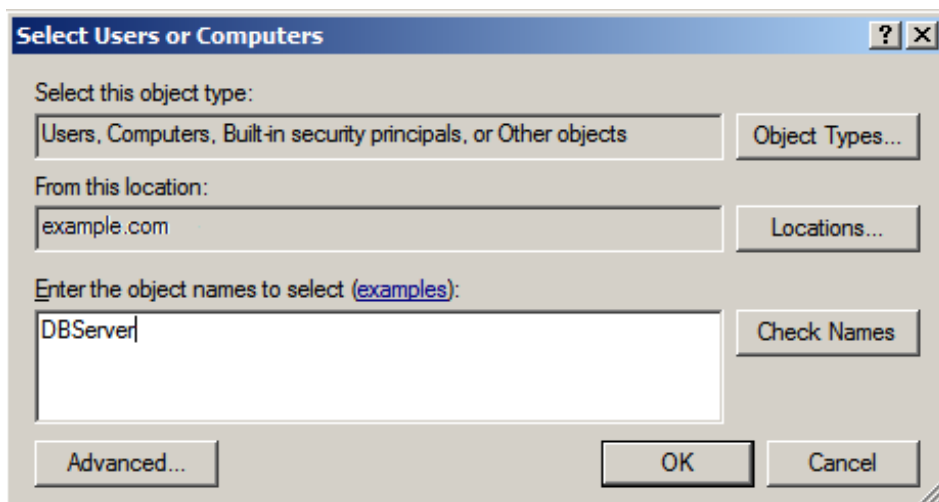 Select Users or Computers
Select this object type:
Users, Computers, Built-in security principals, or Other objects
Object Types...
From this location:
example.com
Locations...
Enter the object names to select (examples):
DBServer
Check Names
Advanced...
OK
Cancel